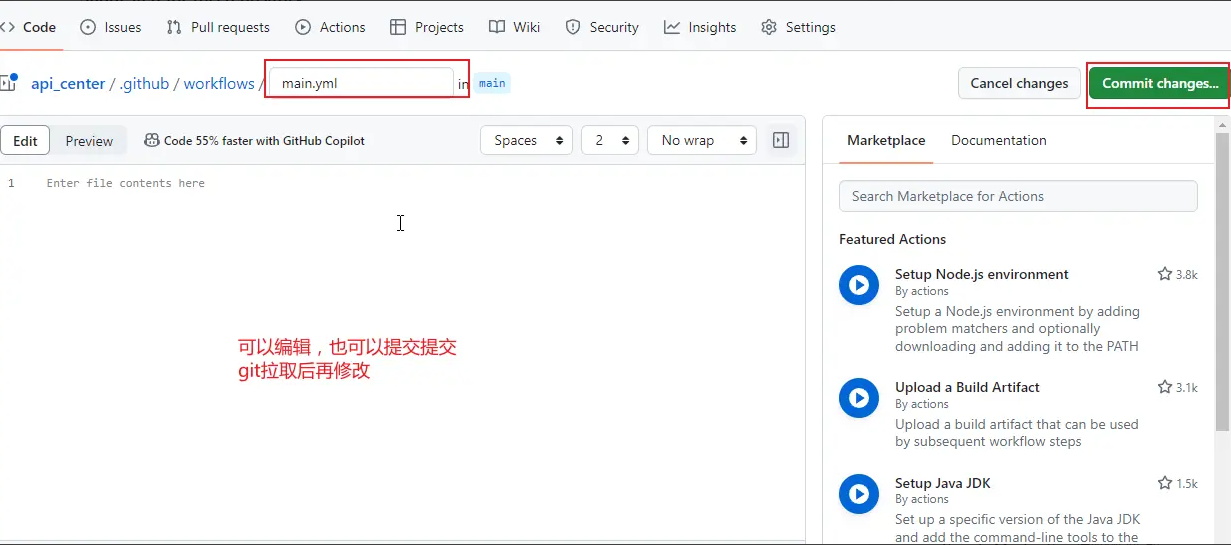 Code Issues Pull requests Actions Projects Wiki Security Insights Settings
api_center / .github / workflows / main.yml in main Cancel changes Commit changes...
Edit Preview Code 55% faster with GitHub Copilot Spaces 2 No wrap
1 Enter file contents here
可以编辑，也可以提交提交
git拉取后再修改
Marketplace Documentation
Search Marketplace for Actions
Featured Actions
Setup Node.js environment 3.8k
By actions
Setup a Node.js environment by adding
problem matchers and optionally
downloading and adding it to the PATH
Upload a Build Artifact 3.1k
By actions
Upload a build artifact that can be used
by subsequent workflow steps
Setup Java JDK 1.5k
By actions
Set up a specific version of the Java JDK
and add the command-line tools to the